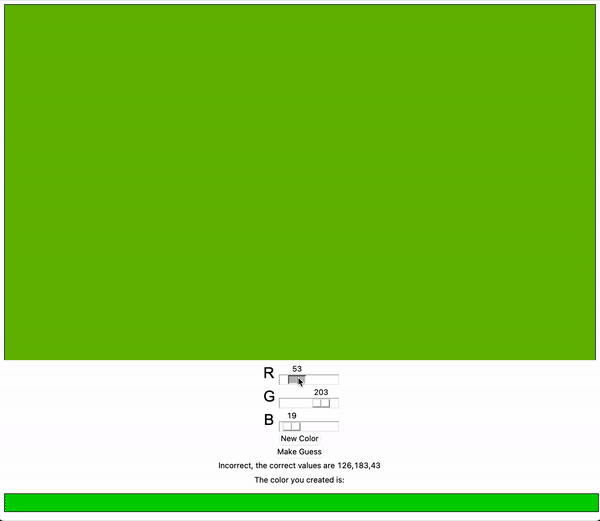 R 53
G 203
B 19
New Color
Make Guess
Incorrect, the correct values are 126,183,43
The color you created is: